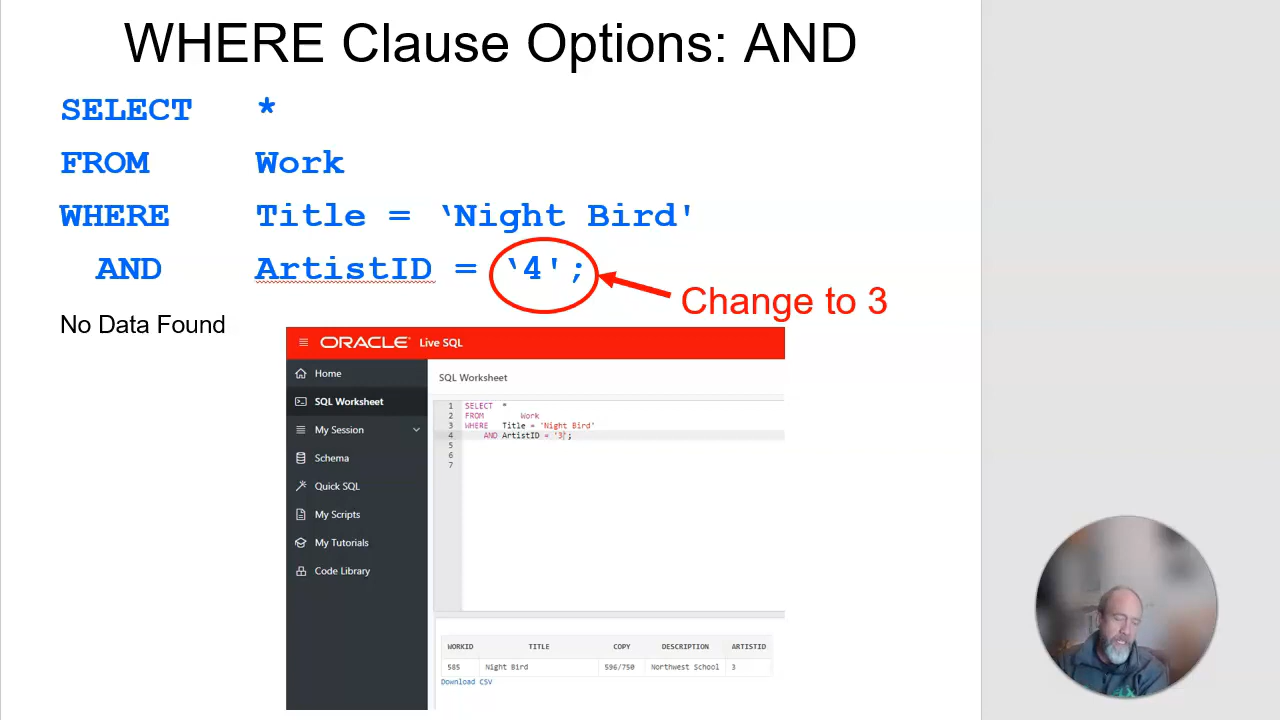 WHERE Clause Options: AND
SELECT *
FROM Work
WHERE Title = ‘Night Bird'
AND ArtistID = ‘4';
Change to 3
No Data Found
ORACLE Live SQL
Home
SQL Worksheet
My Session
Schema
Quick SQL
My Scripts
My Tutorials
Code Library
SQL Worksheet
1 SELECT *
2 FROM Work
3 WHERE Title = 'Night Bird'
4 AND ArtistID = '3';
5
6
7
WORKID TITLE COPY DESCRIPTION ARTISTID
585 Night Bird 596/750 Northwest School 3
Download CSV